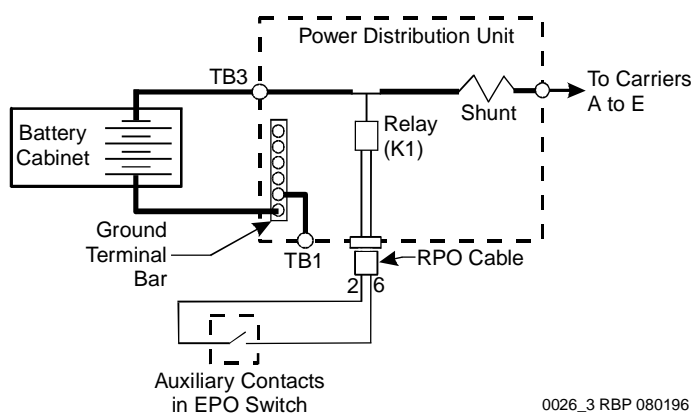 Power Distribution Unit
TB3
To Carriers
A to E
Shunt
Relay
(K1)
Battery
Cabinet
Ground
Terminal
Bar
TB1
RPO Cable
2 6
Auxiliary Contacts
in EPO Switch
0026_3 RBP 080196